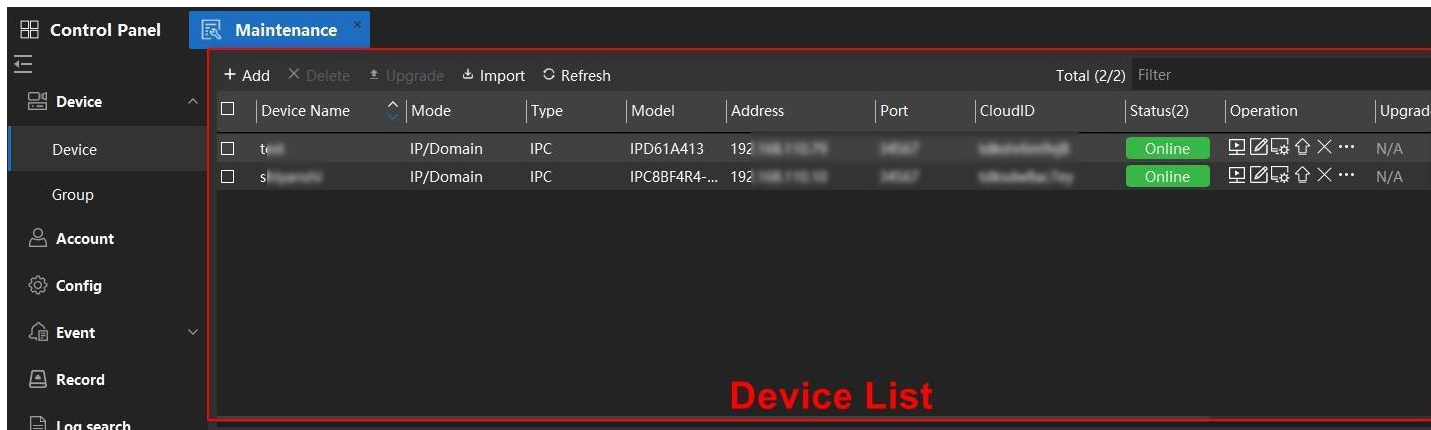 Control Panel
Maintenance
Add Delete Upgrade Import Refresh Total (2/2) Filter
Device
Device Name Mode Type Model Address Port CloudID Status(2) Operation Upgrad
Device
IP/Domain IPC IPD61A413 Online N/A
IP/Domain IPC IPC8BF4R4-... Online N/A
Group
Account
Config
Event
Record
Device List
Log search